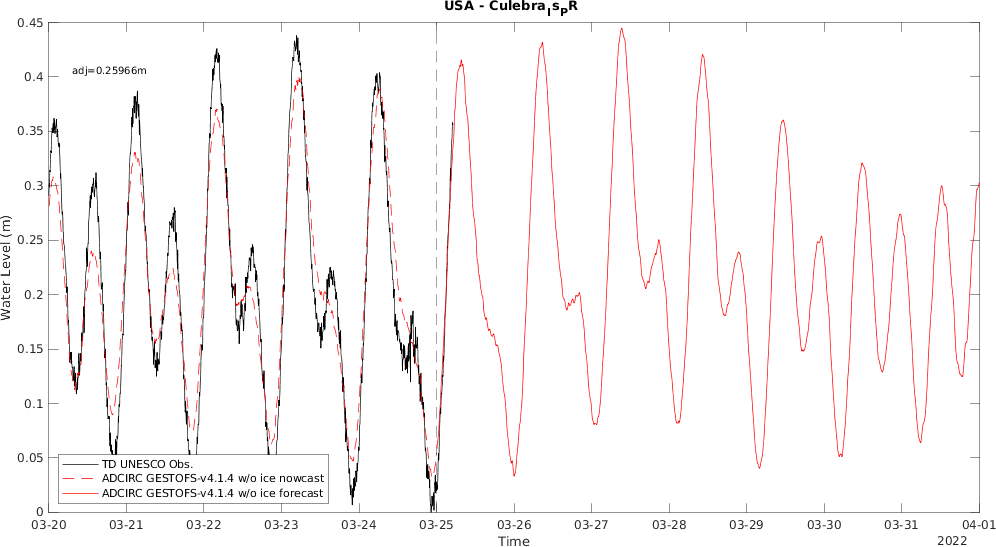 USA - Culebra_Is_PR
0.45
0.4
0.35
0.3
0.25
0.2
0.15
0.1
0.05
0
Water Level (m)
adj=0.25966m
TD UNESCO Obs.
ADCIRC GESTOFS-v4.1.4 w/o ice nowcast
ADCIRC GESTOFS-v4.1.4 w/o ice forecast
03-20 03-21 03-22 03-23 03-24 03-25 03-26 03-27 03-28 03-29 03-30 03-31 04-01
Time
2022